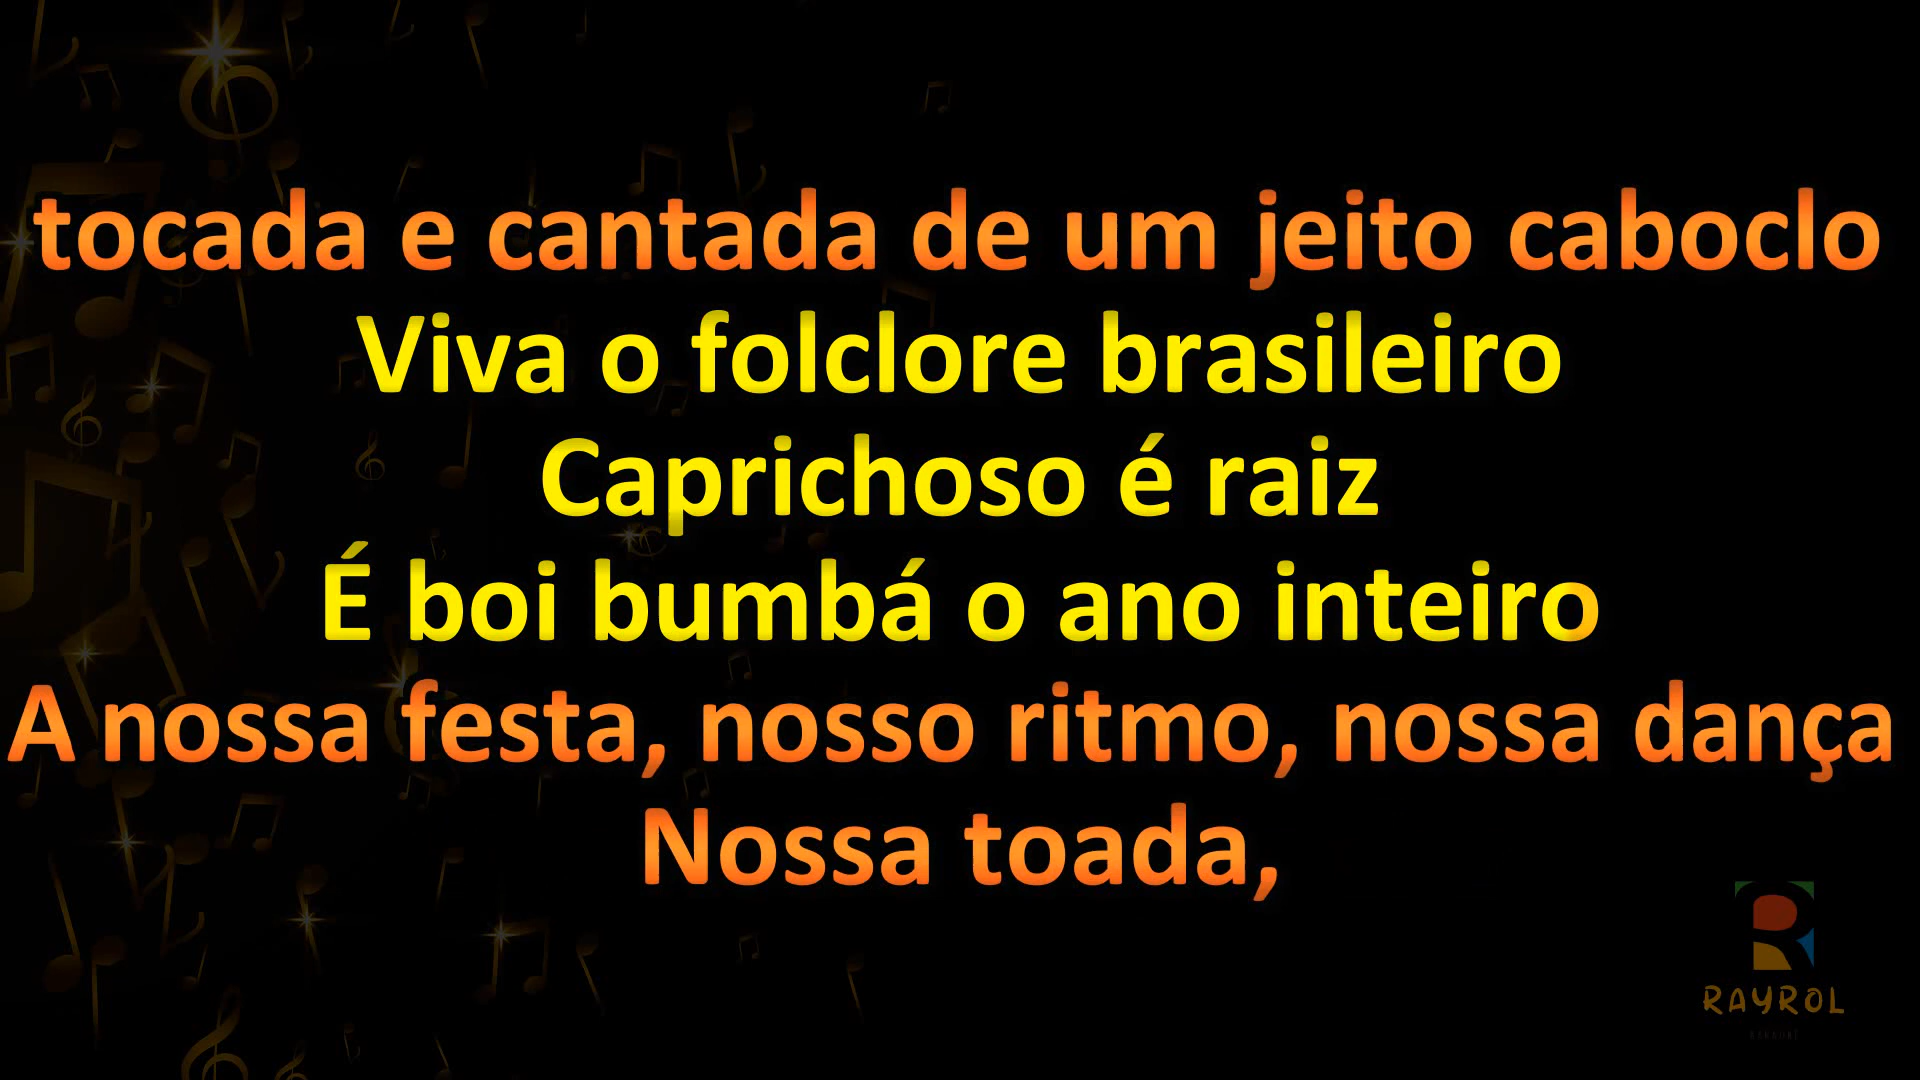 tocada e cantada de um jeito caboclo
Viva o folclore brasileiro
Caprichoso é raiz
É boi bumbá o ano inteiro
A nossa festa, nosso ritmo, nossa dança
Nossa toada,
RAYROL
KARAOKÊ